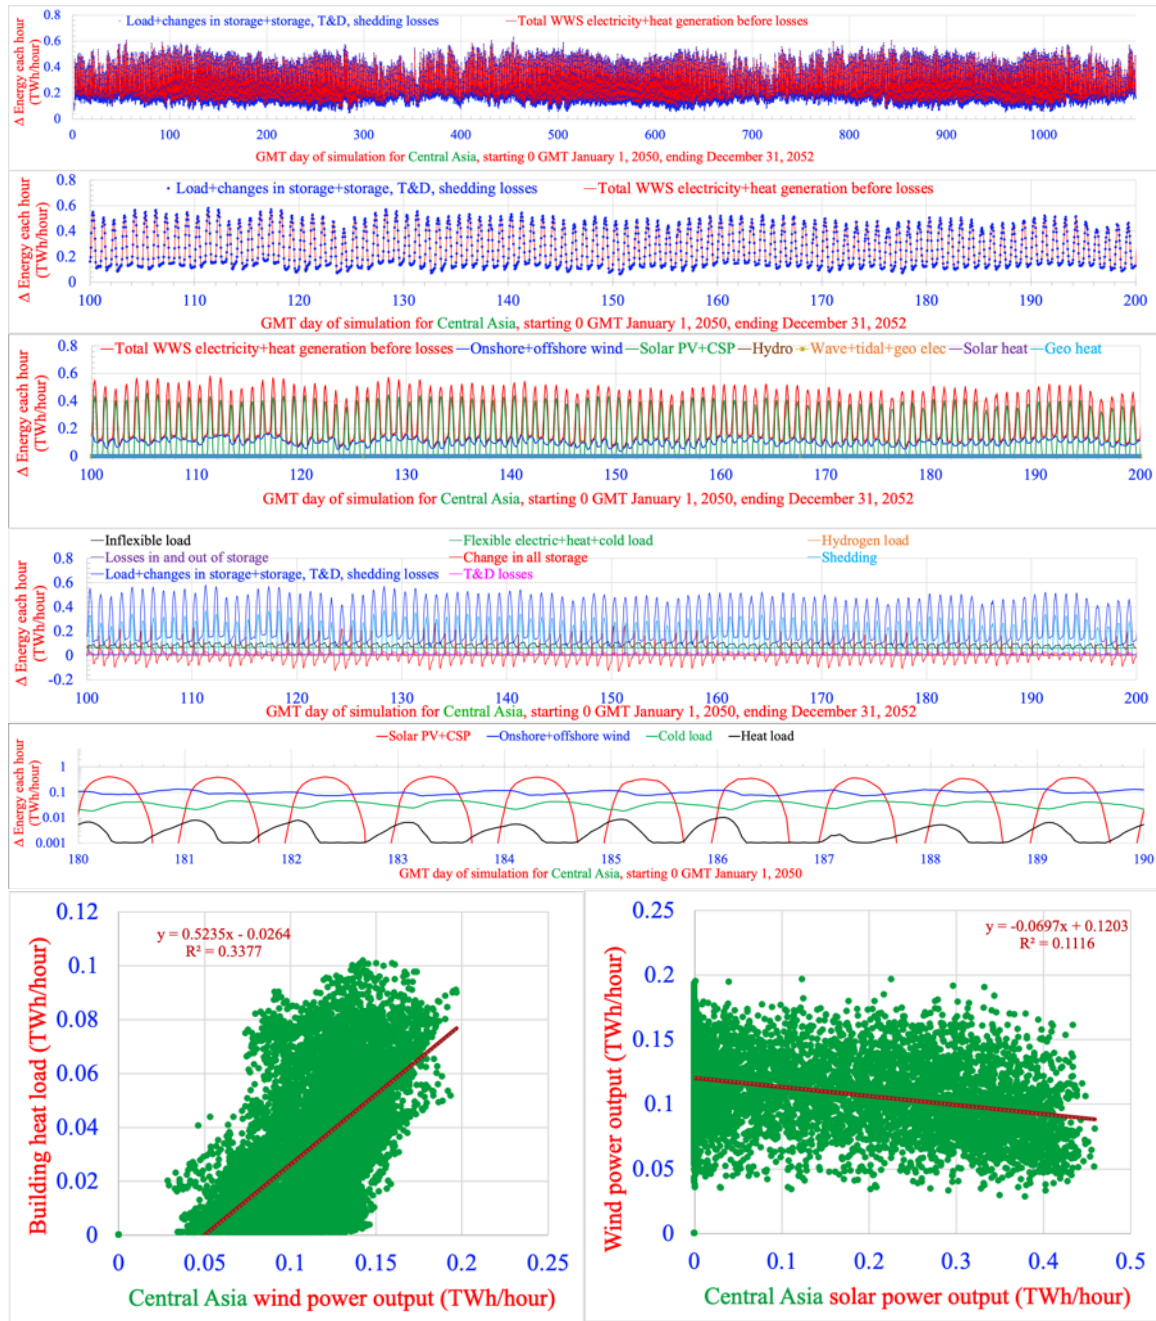 Load+changes in storage+storage, T&D, shedding losses
Total WWS electricity+heat generation before losses
Δ Energy each hour
(TWh/hour)
0.8
0.6
0.4
0.2
0
0 100 200 300 400 500 600 700 800 900 1000
GMT day of simulation for Central Asia, starting 0 GMT January 1, 2050, ending December 31, 2052
Load+changes in storage+storage, T&D, shedding losses
Total WWS electricity+heat generation before losses
Δ Energy each hour
(TWh/hour)
0.8
0.6
0.4
0.2
0
100 110 120 130 140 150 160 170 180 190 200
GMT day of simulation for Central Asia, starting 0 GMT January 1, 2050, ending December 31, 2052
Total WWS electricity+heat generation before losses Onshore+offshore wind Solar PV+CSP Hydro Wave+tidal+geo elec Solar heat Geo heat
Δ Energy each hour
(TWh/hour)
0.8
0.6
0.4
0.2
0
100 110 120 130 140 150 160 170 180 190 200
GMT day of simulation for Central Asia, starting 0 GMT January 1, 2050, ending December 31, 2052
Inflexible load Flexible electric+heat+cold load Hydrogen load
Losses in and out of storage Change in all storage Shedding
Load+changes in storage+storage, T&D, shedding losses T&D losses
Δ Energy each hour
(TWh/hour)
0.8
0.6
0.4
0.2
0
-0.2
100 110 120 130 140 150 160 170 180 190 200
GMT day of simulation for Central Asia, starting 0 GMT January 1, 2050, ending December 31, 2052
Solar PV+CSP Onshore+offshore wind Cold load Heat load
Δ Energy each hour
(TWh/hour)
1
0.1
0.01
0.001
180 181 182 183 184 185 186 187 188 189 190
GMT day of simulation for Central Asia, starting 0 GMT January 1, 2050
Building heat load (TWh/hour)
0.12
0.1
0.08
0.06
0.04
0.02
0
y = 0.5235x - 0.0264
R² = 0.3377
0 0.05 0.1 0.15 0.2 0.25
Central Asia wind power output (TWh/hour)
Wind power output (TWh/hour)
0.25
0.2
0.15
0.1
0.05
0
y = -0.0697x + 0.1203
R² = 0.1116
0 0.1 0.2 0.3 0.4 0.5
Central Asia solar power output (TWh/hour)